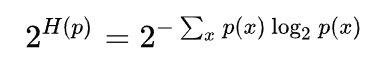 2^{H(p)} = 2^{-\sum_x p(x) \log_2 p(x)}